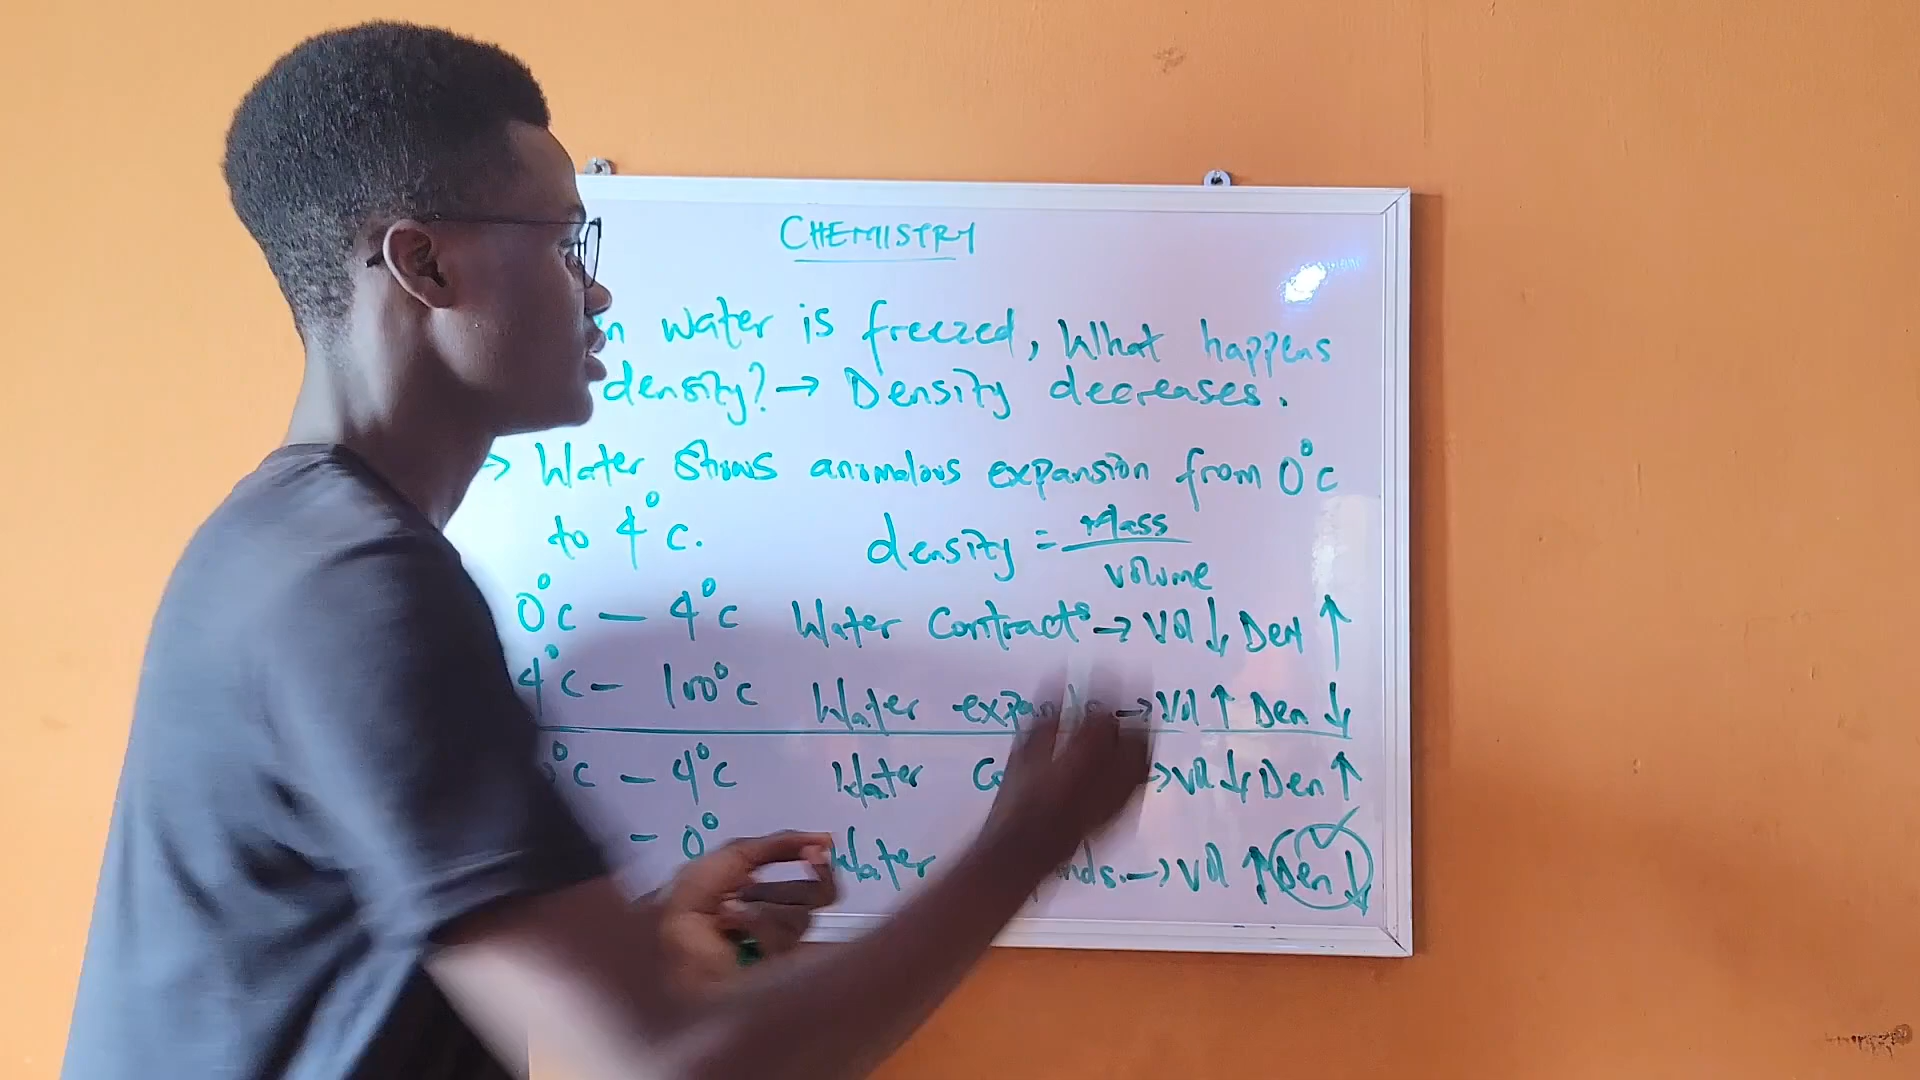 CHEMISTRY
water is freezed, What happens
density? → Density decreases.
→ Water shows anomalous expansion from 0°c
to 4°c. density = Mass / volume
0°c — 4°c Water Contracts → Vol ↓ Den ↑
4°c — 100°c Water expands → Vol ↑ Den ↓
°c — 4°c Water → Vol ↓ Den ↑
— 0° Water → Vol ↑ Den ↓